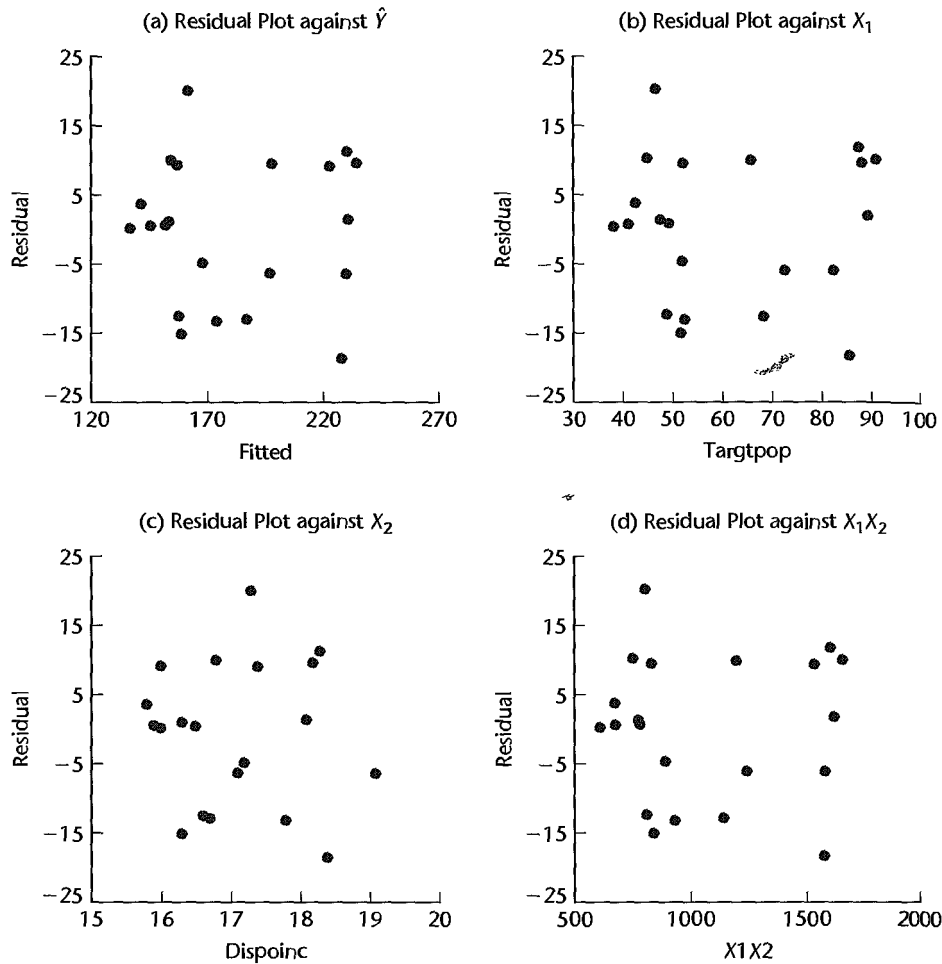 (a) Residual Plot against Ŷ
25
15
5
−5
−15
−25
Residual
120 170 220 270
Fitted
(b) Residual Plot against X₁
25
15
5
−5
−15
−25
Residual
30 40 50 60 70 80 90 100
Targtpop
(c) Residual Plot against X₂
25
15
5
−5
−15
−25
Residual
15 16 17 18 19 20
Dispoinc
(d) Residual Plot against X₁X₂
25
15
5
−5
−15
−25
Residual
500 1000 1500 2000
X1X2